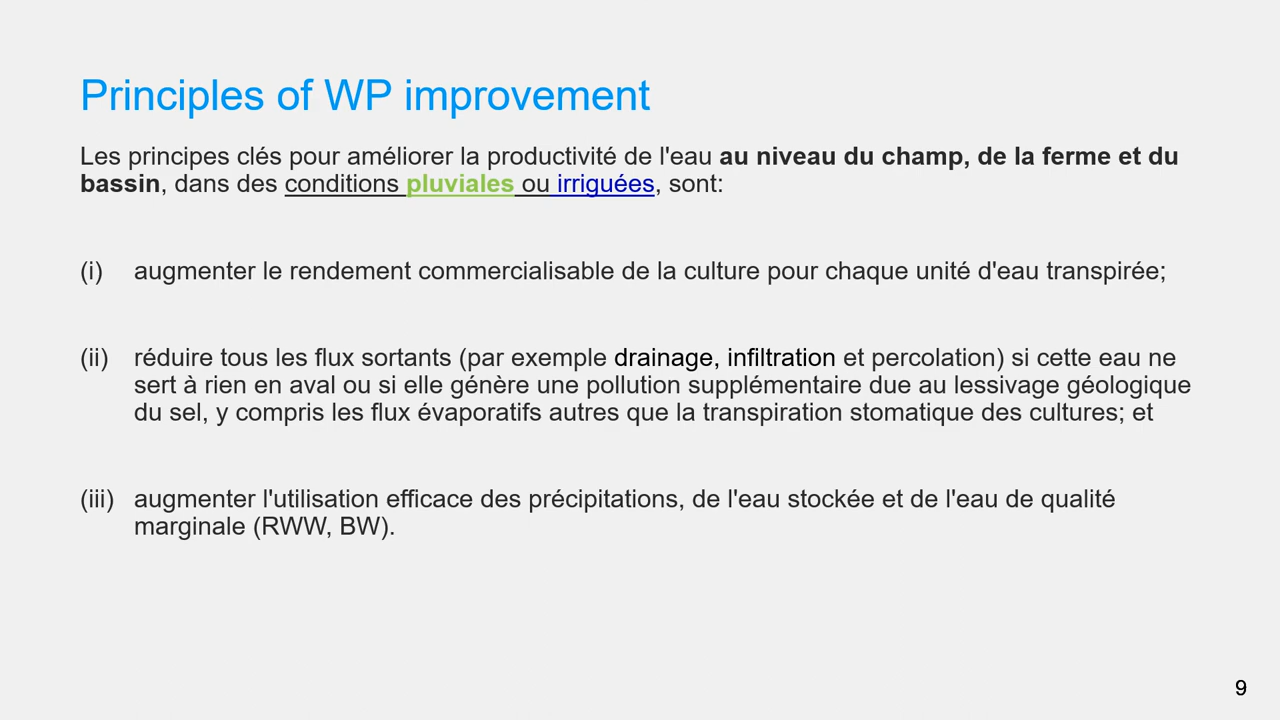 Principles of WP improvement
Les principes clés pour améliorer la productivité de l'eau au niveau du champ, de la ferme et du
bassin, dans des conditions pluviales ou irriguées, sont:
(i) augmenter le rendement commercialisable de la culture pour chaque unité d'eau transpirée;
(ii) réduire tous les flux sortants (par exemple drainage, infiltration et percolation) si cette eau ne
sert à rien en aval ou si elle génère une pollution supplémentaire due au lessivage géologique
du sel, y compris les flux évaporatifs autres que la transpiration stomatique des cultures; et
(iii) augmenter l'utilisation efficace des précipitations, de l'eau stockée et de l'eau de qualité
marginale (RWW, BW).
9